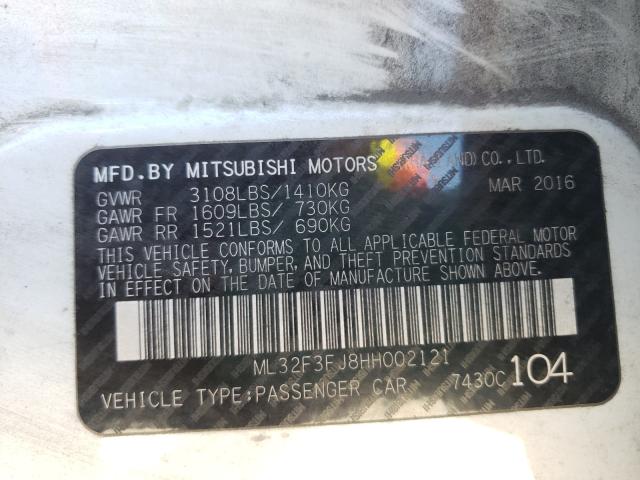 MFD.BY MITSUBISHI MOTORS AND) CO.,LTD.
GVWR 3108LBS/1410KG MAR 2016
GAWR FR 1609LBS/ 730KG
GAWR RR 1521LBS/ 690KG
THIS VEHICLE CONFORMS TO ALL APPLICABLE FEDERAL MOTOR
VEHICLE SAFETY, BUMPER, AND THEFT PREVENTION STANDARDS
IN EFFECT ON THE DATE OF MANUFACTURE SHOWN ABOVE.
ML32F3FJ8HH002121
VEHICLE TYPE:PASSENGER CAR 7430C 104